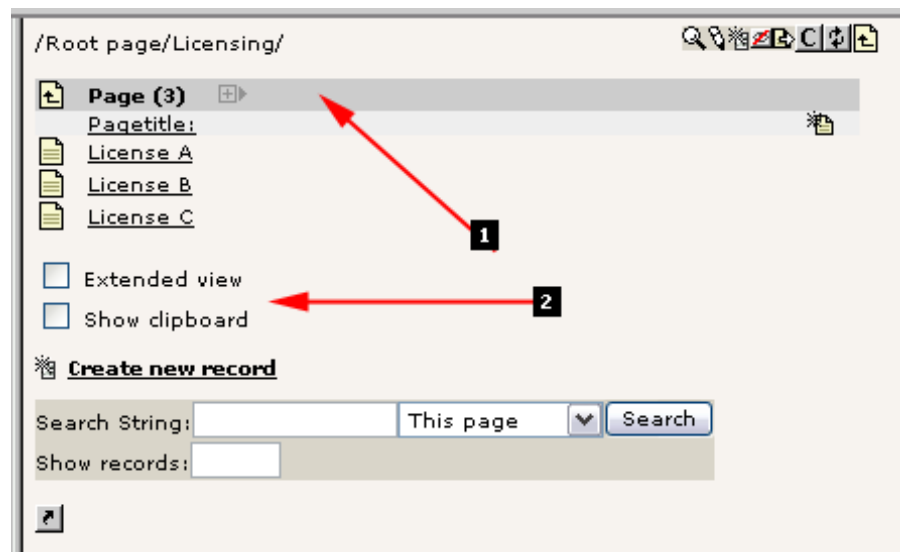 /Root page/Licensing/ C
Page (3)
Pagetitle:
License A
License B
License C
1
Extended view
2
Show clipboard
Create new record
Search String: This page Search
Show records: